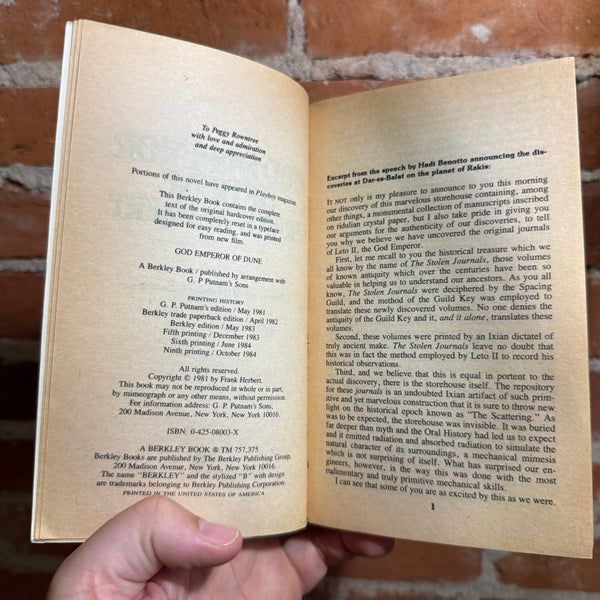 To Peggy Rowntree
with love and admiration
and deep appreciation
Portions of this novel have appeared in Playboy magazine.
This Berkley Book contains the complete
text of the original hardcover edition.
It has been completely reset in a typeface
designed for easy reading, and was printed
from new film.
GOD EMPEROR OF DUNE
A Berkley Book / published by arrangement with
G. P Putnam's Sons
PRINTING HISTORY
G. P. Putnam's edition / May 1981
Berkley trade paperback edition / April 1982
Berkley edition / May 1983
Fifth printing / December 1983
Sixth printing / June 1984
Ninth printing / October 1984
All rights reserved.
Copyright © 1981 by Frank Herbert.
This book may not be reproduced in whole or in part,
by mimeograph or any other means, without permission.
For information address: G. P. Putnam's Sons,
200 Madison Avenue, New York, New York 10016.
ISBN: 0-425-08003-X
A BERKLEY BOOK ® TM 757,375
Berkley Books are published by The Berkley Publishing Group,
200 Madison Avenue, New York, New York 10016.
The name "BERKLEY" and the stylized "B" with design
are trademarks belonging to Berkley Publishing Corporation.
PRINTED IN THE UNITED STATES OF AMERICA
Excerpt from the speech by Hadi Benotto announcing the dis-
coveries at Dar-es-Balat on the planet of Rakis:
IT NOT only is my pleasure to announce to you this morning
our discovery of this marvelous storehouse containing, among
other things, a monumental collection of manuscripts inscribed
on ridulian crystal paper, but I also take pride in giving you
our arguments for the authenticity of our discoveries, to tell
you why we believe we have uncovered the original journals
of Leto II, the God Emperor.
First, let me recall to you the historical treasure which we
all know by the name of The Stolen Journals, those volumes
of known antiquity which over the centuries have been so
valuable in helping us to understand our ancestors. As you all
know, The Stolen Journals were deciphered by the Spacing
Guild, and the method of the Guild Key was employed to
translate these newly discovered volumes. No one denies the
antiquity of the Guild Key and it, and it alone, translates these
volumes.
Second, these volumes were printed by an Ixian dictatel of
truly ancient make. The Stolen Journals leave no doubt that
this was in fact the method employed by Leto II to record his
historical observations.
Third, and we believe that this is equal in portent to the
actual discovery, there is the storehouse itself. The repository
for these journals is an undoubted Ixian artifact of such prim-
itive and yet marvelous construction that it is sure to throw new
light on the historical epoch known as "The Scattering." As was
to be expected, the storehouse was invisible. It was buried
far deeper than myth and the Oral History had led us to expect
and it emitted radiation and absorbed radiation to simulate the
natural character of its surroundings, a mechanical mimesis
which is not surprising of itself. What has surprised our en-
gineers, however, is the way this was done with the most
rudimentary and truly primitive mechanical skills.
I can see that some of you are as excited by this as we were.
1